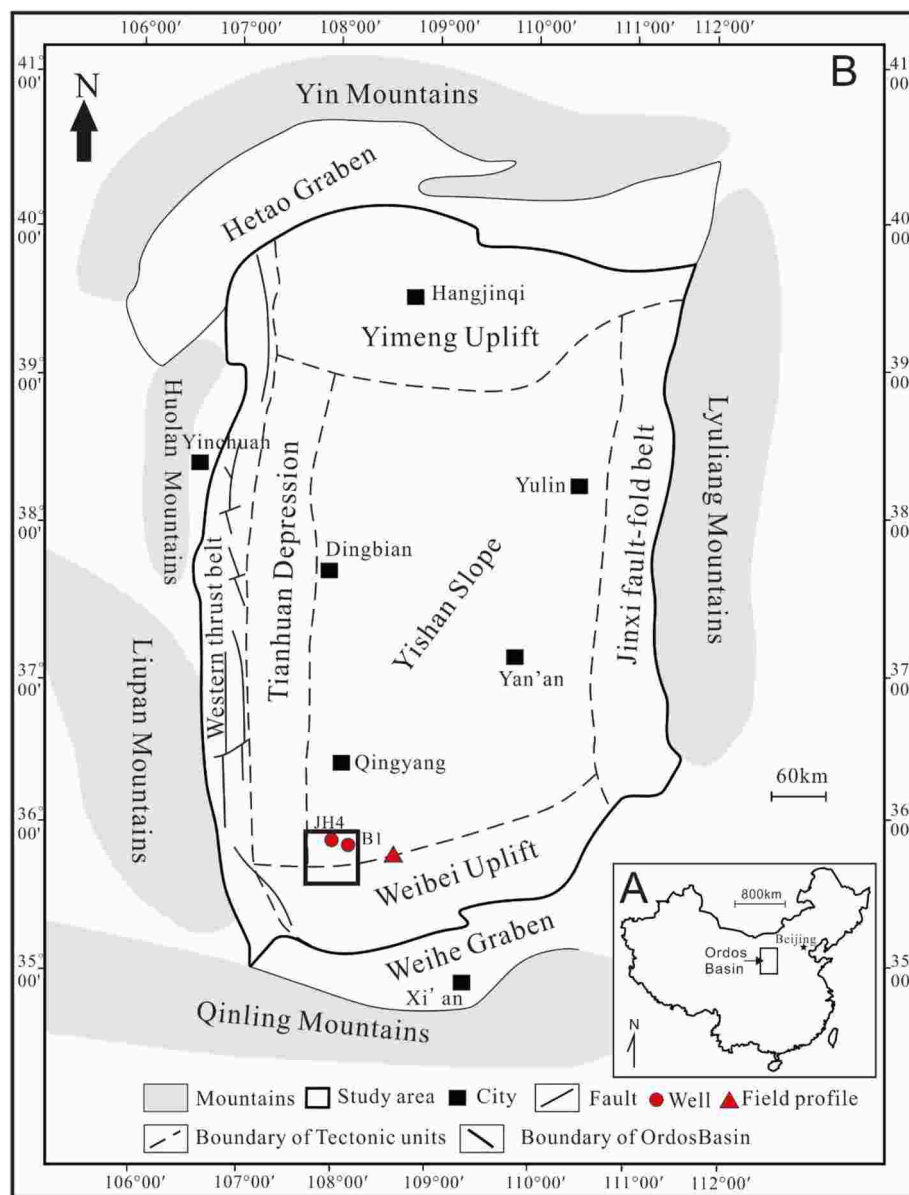 106°00' 107°00' 108°00' 109°00' 110°00' 111°00' 112°00'
41°
00'
41°
00'
B
N
Yin Mountains
Hetao Graben
40°
00'
40°
00'
Hangjinqi
Yimeng Uplift
39°
00'
39°
00'
Huolan Mountains
Yinchuan
Lyuliang Mountains
Jinxi fault-fold belt
Yulin
38°
00'
38°
00'
Tianhuan Depression
Dingbian
Yishan Slope
Western thrust belt
Liupan Mountains
37°
00'
37°
00'
Yan'an
Qingyang
60km
36°
00'
36°
00'
JH4
B1
Weibei Uplift
Weihe Graben
35°
00'
35°
00'
Xi' an
Qinling Mountains
A
800km
Beijing
Ordos
Basin
N
Mountains Study area City Fault Well Field profile
Boundary of Tectonic units Boundary of OrdosBasin
106°00' 107°00' 108°00' 109°00' 110°00' 111°00' 112°00'